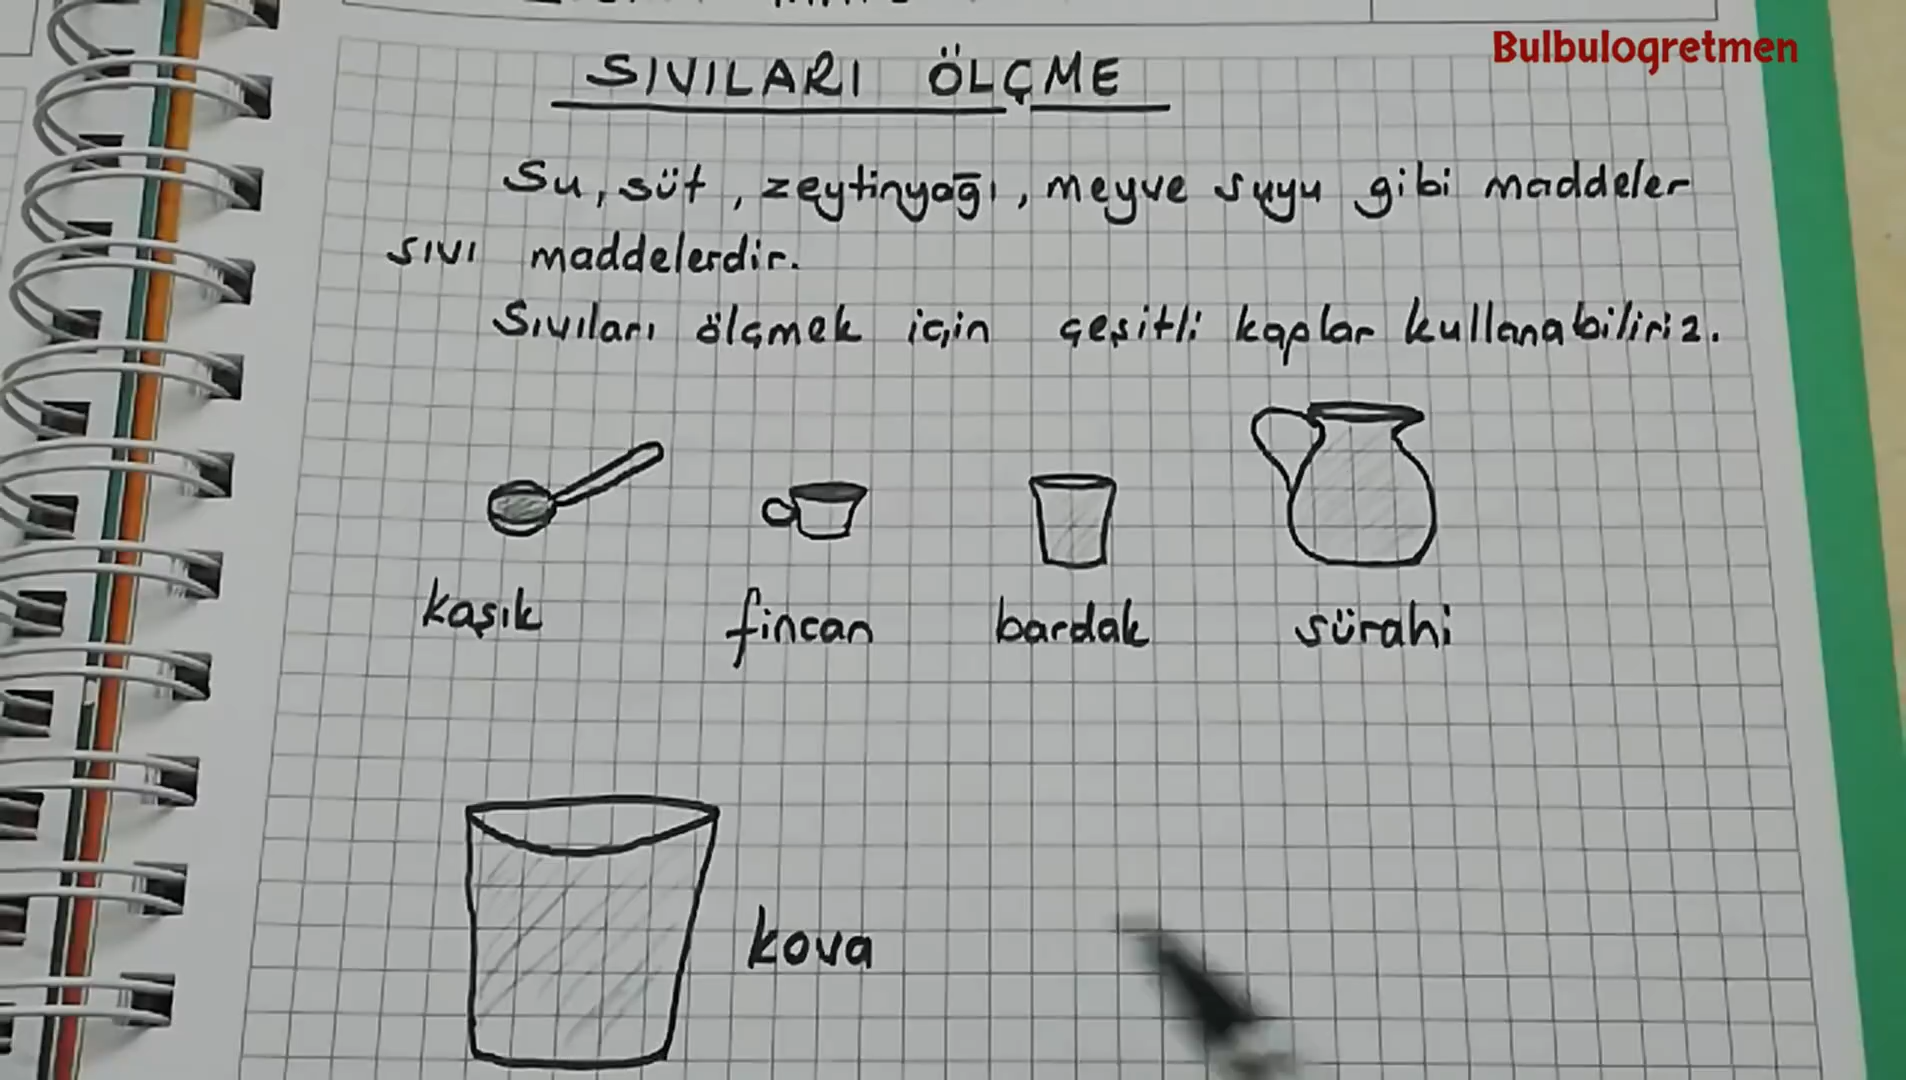 Bulbulogretmen
SIVILARI ÖLÇME
Su, süt, zeytinyağı, meyve suyu gibi maddeler
sıvı maddelerdir.
Sıvıları ölçmek için çeşitli kaplar kullanabiliriz.
kaşık fincan bardak sürahi
kova